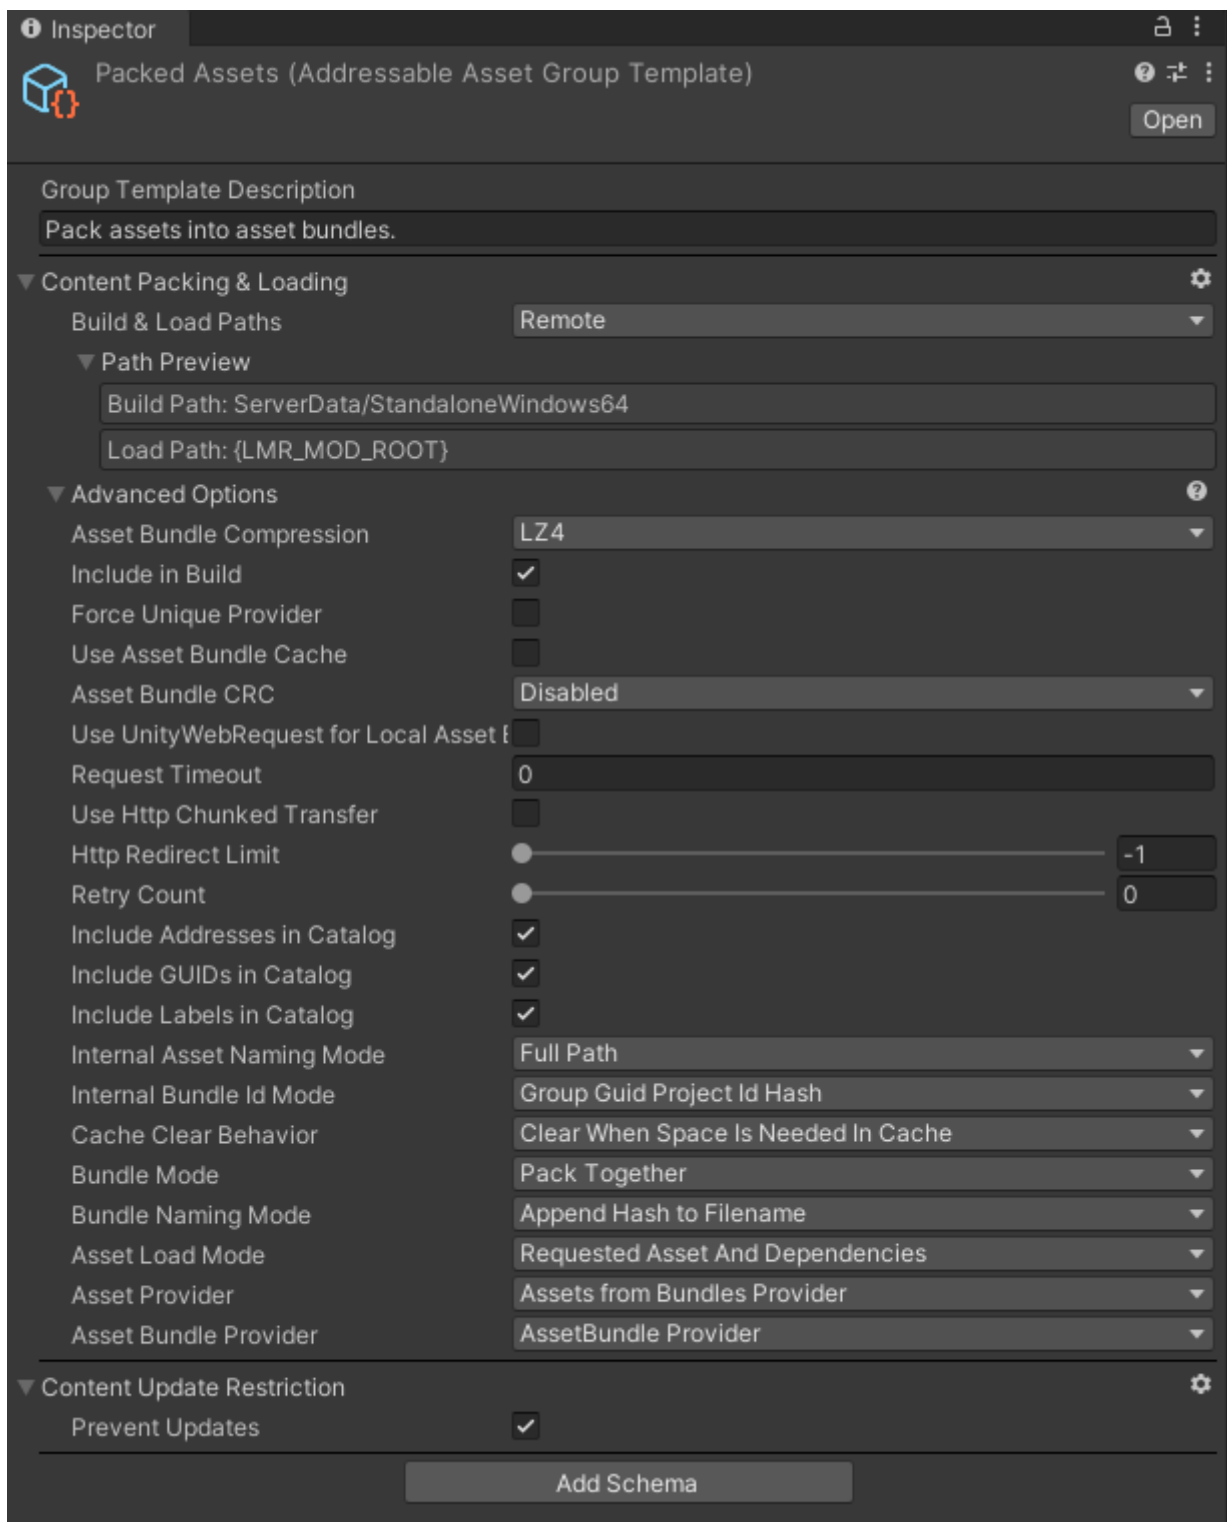 Inspector
Packed Assets (Addressable Asset Group Template)
Open
Group Template Description
Pack assets into asset bundles.
Content Packing & Loading
Build & Load Paths Remote
Path Preview
Build Path: ServerData/StandaloneWindows64
Load Path: {LMR_MOD_ROOT}
Advanced Options
Asset Bundle Compression LZ4
Include in Build
Force Unique Provider
Use Asset Bundle Cache
Asset Bundle CRC Disabled
Use UnityWebRequest for Local Asset
Request Timeout 0
Use Http Chunked Transfer
Http Redirect Limit -1
Retry Count 0
Include Addresses in Catalog
Include GUIDs in Catalog
Include Labels in Catalog
Internal Asset Naming Mode Full Path
Internal Bundle Id Mode Group Guid Project Id Hash
Cache Clear Behavior Clear When Space Is Needed In Cache
Bundle Mode Pack Together
Bundle Naming Mode Append Hash to Filename
Asset Load Mode Requested Asset And Dependencies
Asset Provider Assets from Bundles Provider
Asset Bundle Provider AssetBundle Provider
Content Update Restriction
Prevent Updates
Add Schema